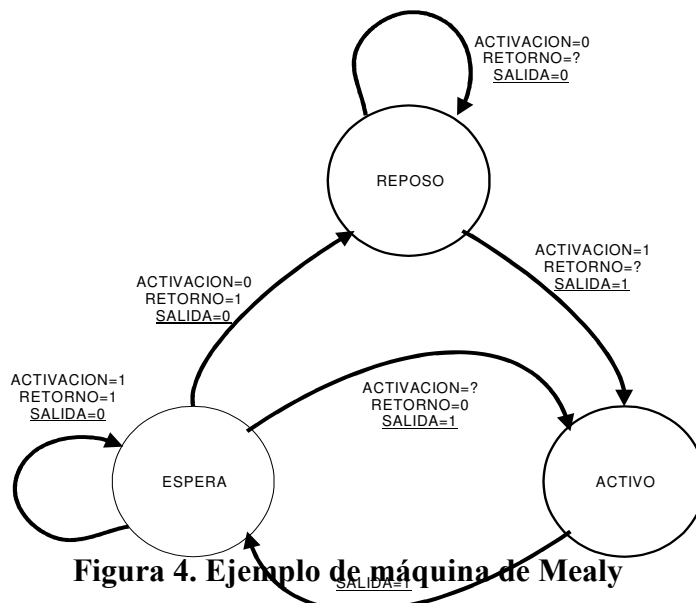 ACTIVACION=0
RETORNO=?
SALIDA=0
REPOSO
ACTIVACION=1
RETORNO=?
SALIDA=1
ACTIVACION=0
RETORNO=1
SALIDA=0
ACTIVACION=1
RETORNO=1
SALIDA=0
ACTIVACION=?
RETORNO=0
SALIDA=1
ESPERA
ACTIVO
Figura 4. Ejemplo de máquina de Mealy
SALIDA=1